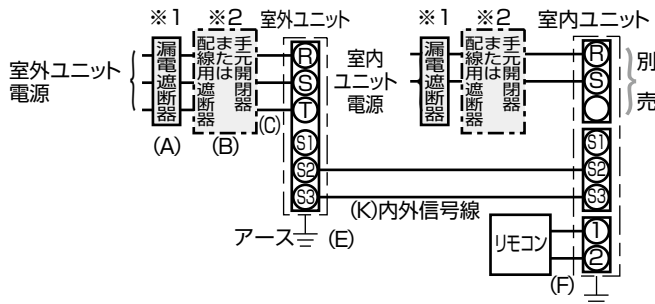 ※1
※2
室外ユニット
※1
※2
室内ユニット
室外ユニット
電源
漏電遮断器
手元開閉器
または
配線用遮断器
R
S
T
S1
S2
S3
(A)
(B)
(C)
室内
ユニット
電源
漏電遮断器
手元開閉器
または
配線用遮断器
R
S
別売
S1
S2
S3
(K)内外信号線
アース
(E)
リモコン
1
2
(F)